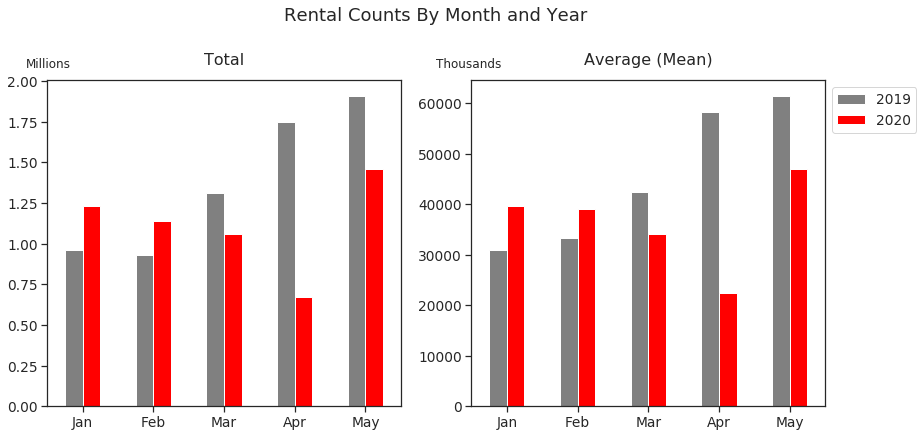 Rental Counts By Month and Year
Millions
Total
2.00
1.75
1.50
1.25
1.00
0.75
0.50
0.25
0.00
Jan Feb Mar Apr May
Thousands
Average (Mean)
60000
50000
40000
30000
20000
10000
0
Jan Feb Mar Apr May
2019
2020